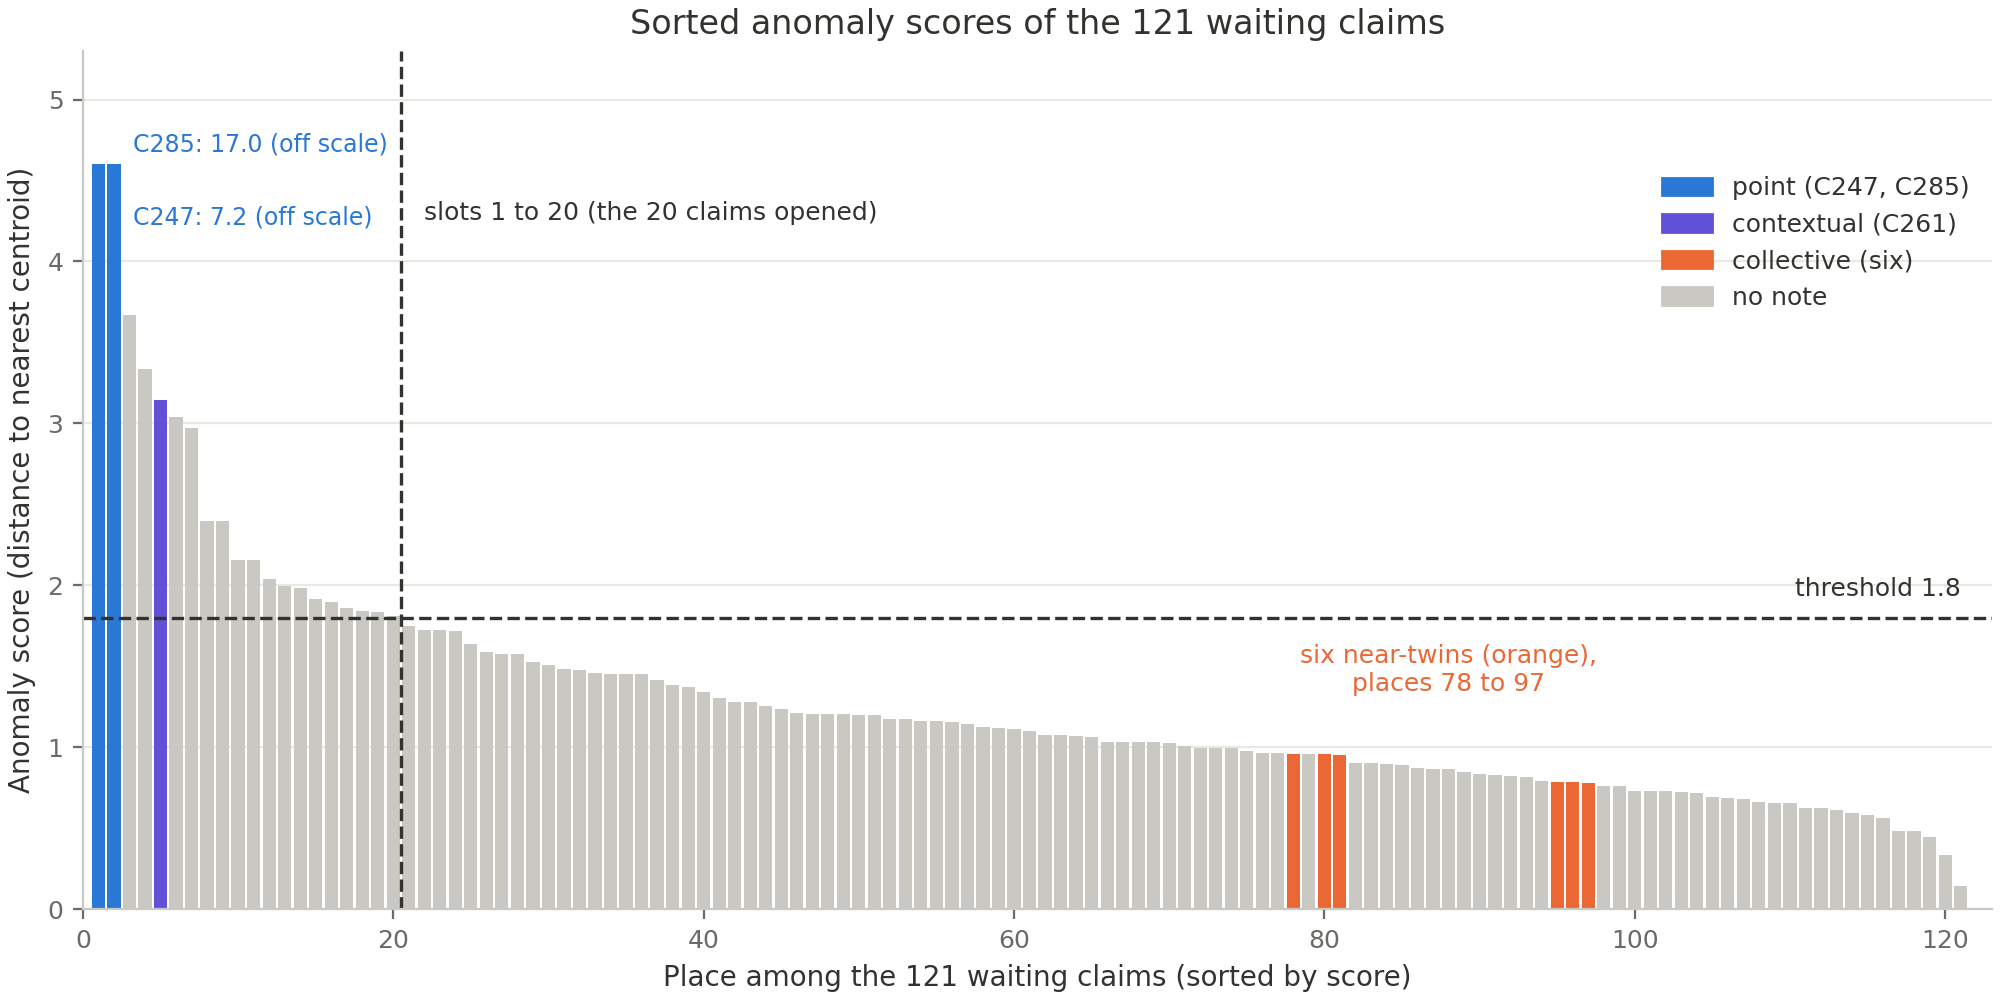 Sorted anomaly scores of the 121 waiting claims
Anomaly score (distance to nearest centroid)
5
4
3
2
1
0
C285: 17.0 (off scale)
C247: 7.2 (off scale)
slots 1 to 20 (the 20 claims opened)
point (C247, C285)
contextual (C261)
collective (six)
no note
threshold 1.8
six near-twins (orange),
places 78 to 97
0
20
40
60
80
100
120
Place among the 121 waiting claims (sorted by score)